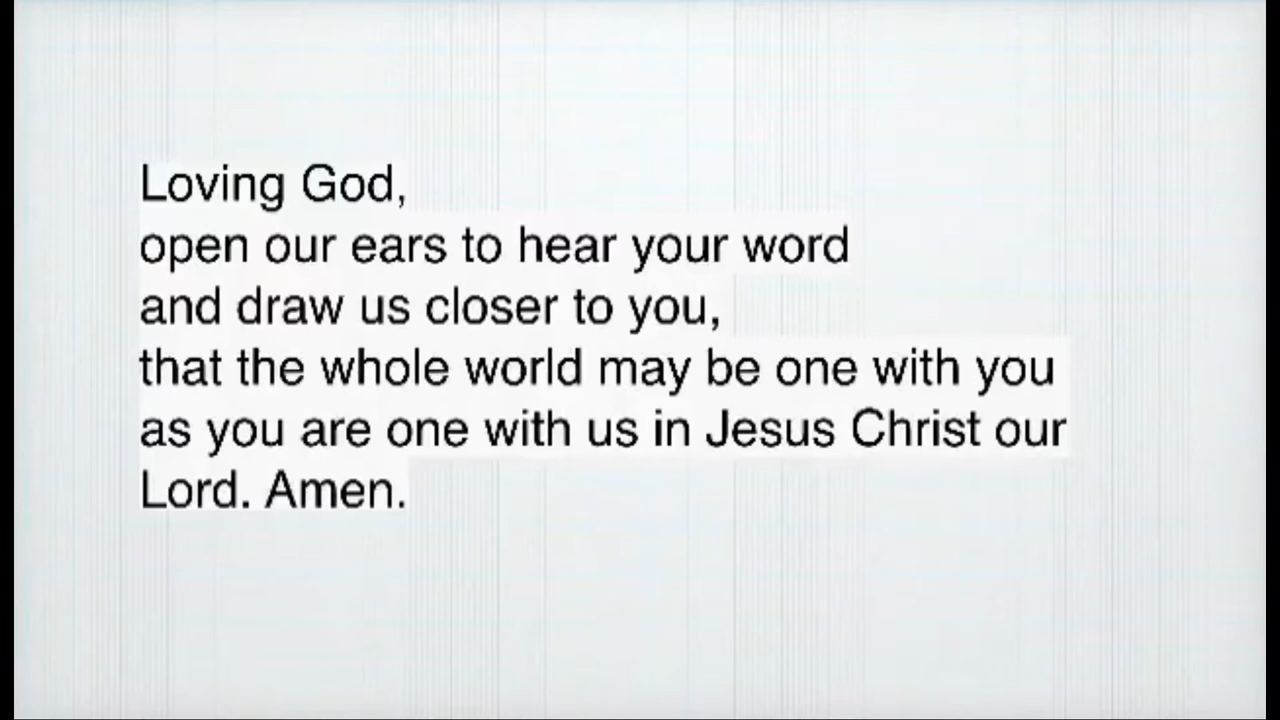 Loving God,
open our ears to hear your word
and draw us closer to you,
that the whole world may be one with you
as you are one with us in Jesus Christ our
Lord. Amen.